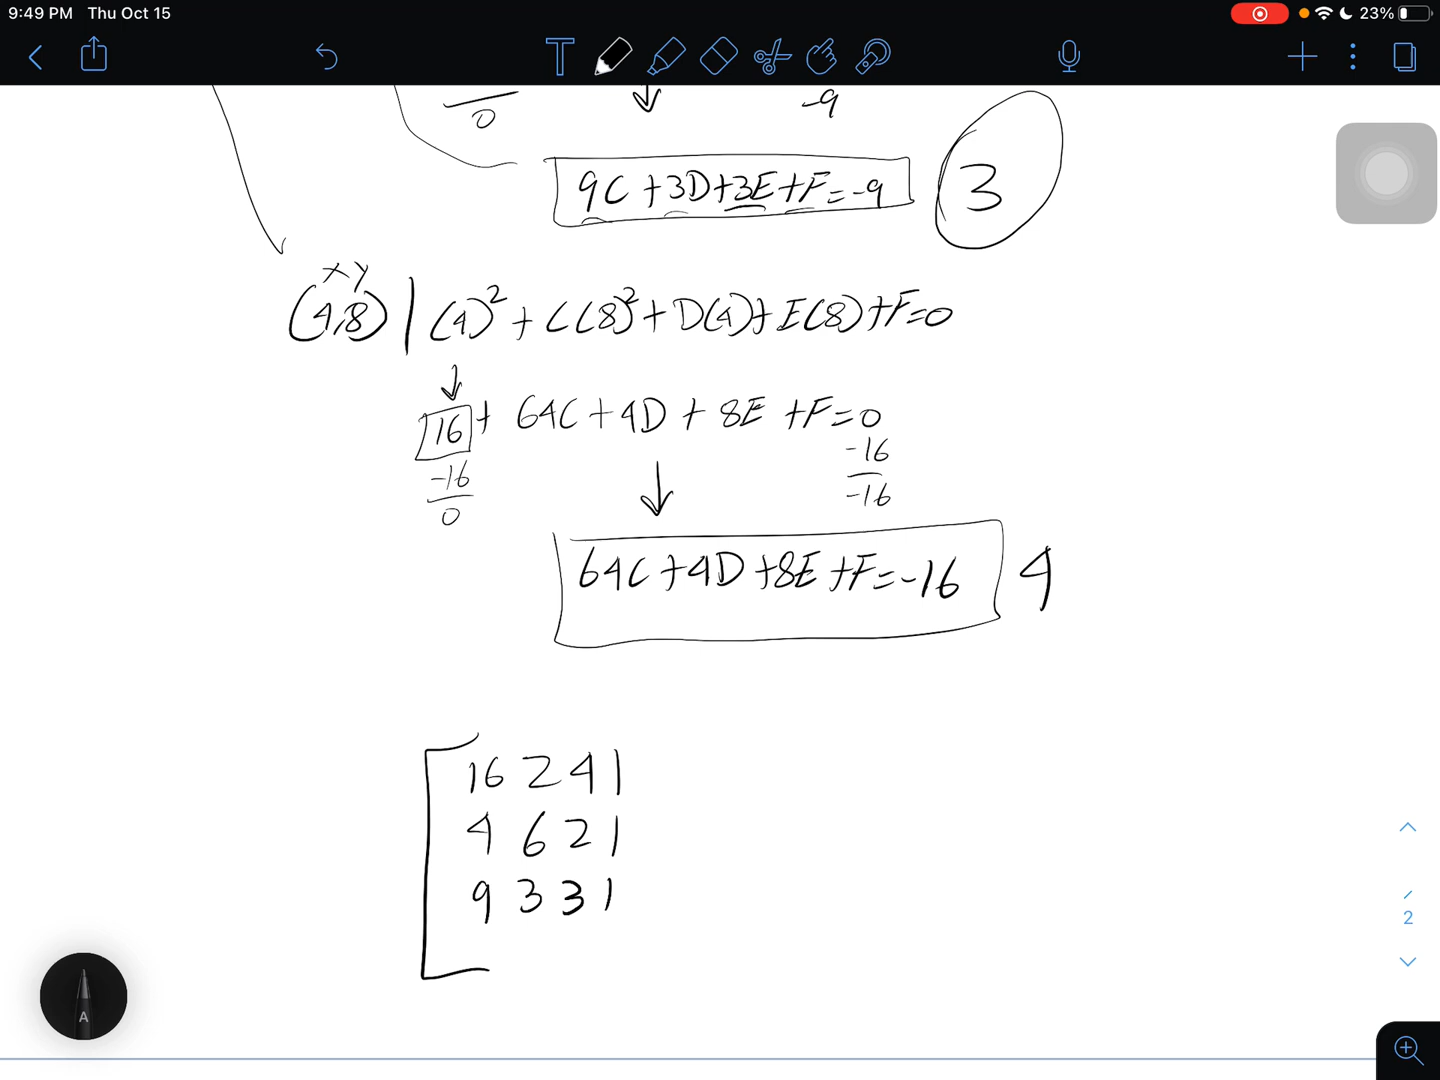 9:49 PM Thu Oct 15 23%
T
0 -9
9C + 3D + 3E + F = -9 3
x y
(4,8) | (4)² + C(8)² + D(4) + E(8) + F = 0
16 + 64C + 4D + 8E + F = 0
-16 -16
0 -16
64C + 4D + 8E + F = -16 4
16 2 4 1
4 6 2 1
9 3 3 1
2
A